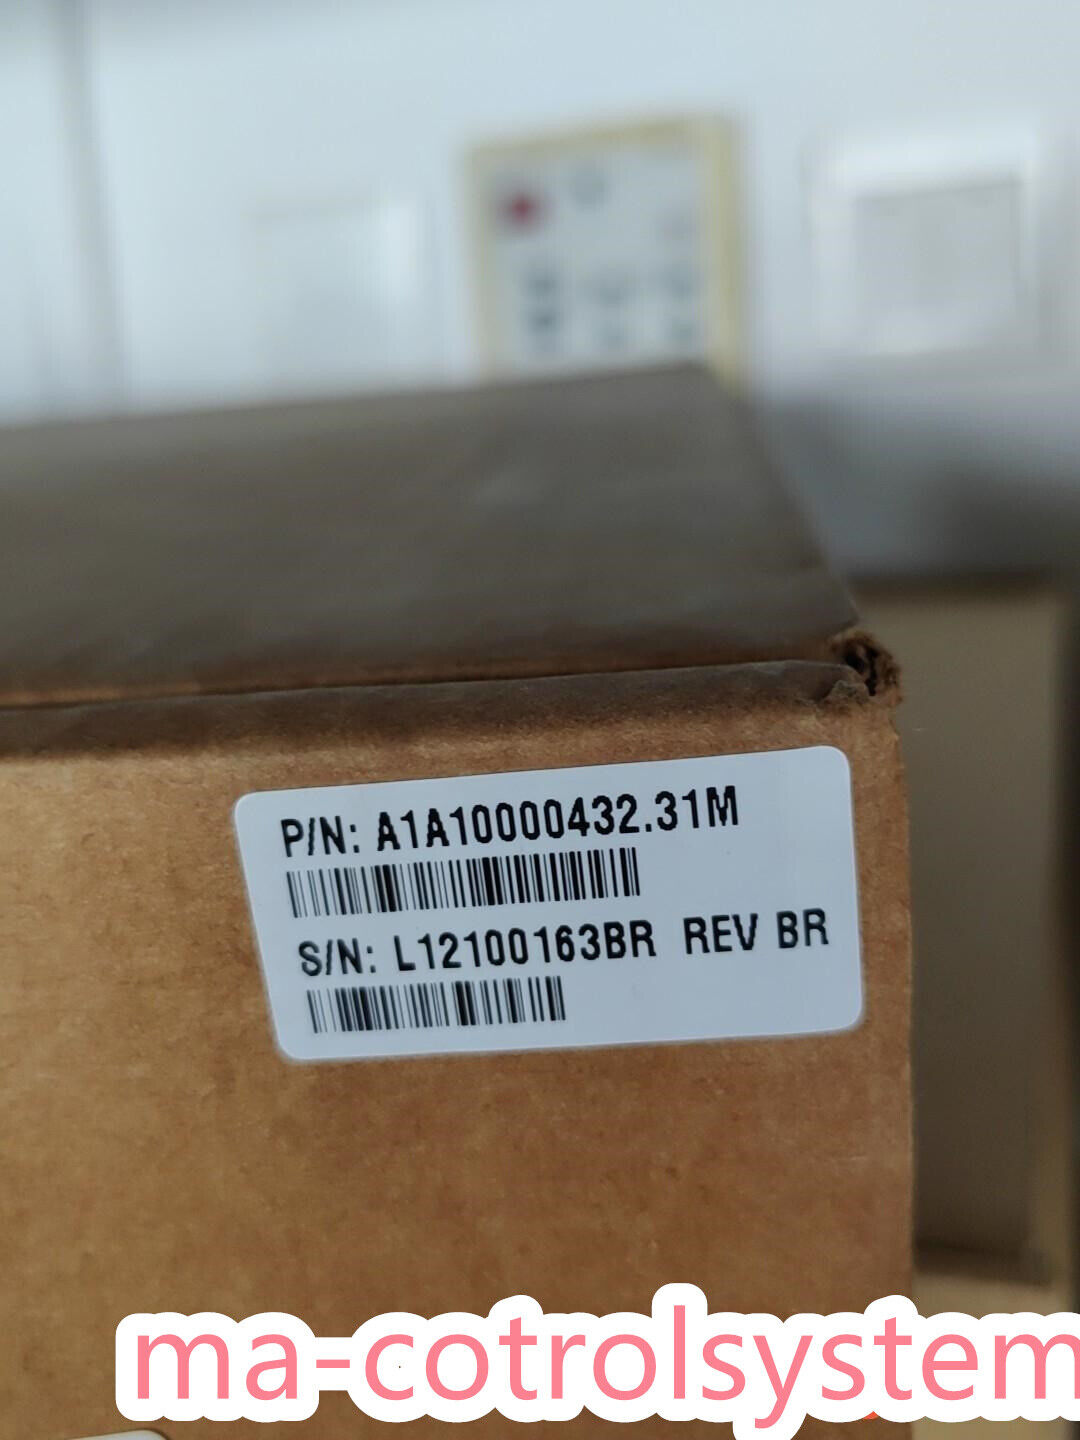 P/N: A1A10000432.31M
S/N: L12100163BR REV BR
ma-cotrolsystem